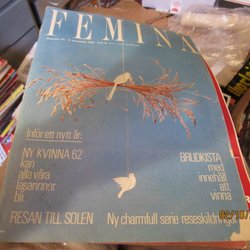 FEMINA
Inför ett nytt år:
NY KVINNA 62
kan
alla våra
läsarinnor
bli
BRUDKISTA
med
innehåll
att
vinna
RESAN TILL SOLEN
Ny charmfull serie reseskildringar